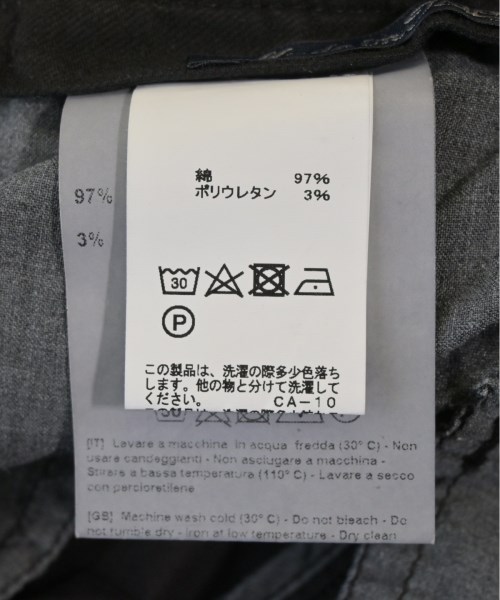 綿 97%
ポリウレタン 3%
97%
3%
30
P
この製品は、洗濯の際多少色落ち
します。他の物と分けて洗濯して
ください。 CA-10
[IT] Lavare a macchina in acqua fredda (30° C) - Non
usare candeggianti - Non asciugare a macchina -
Stirare a bassa temperatura (110° C) - Lavare a secco
con percloroetilene
[GB] Machine wash cold (30° C) - Do not bleach - Do
not tumble dry - Iron at low temperature - Dry clean